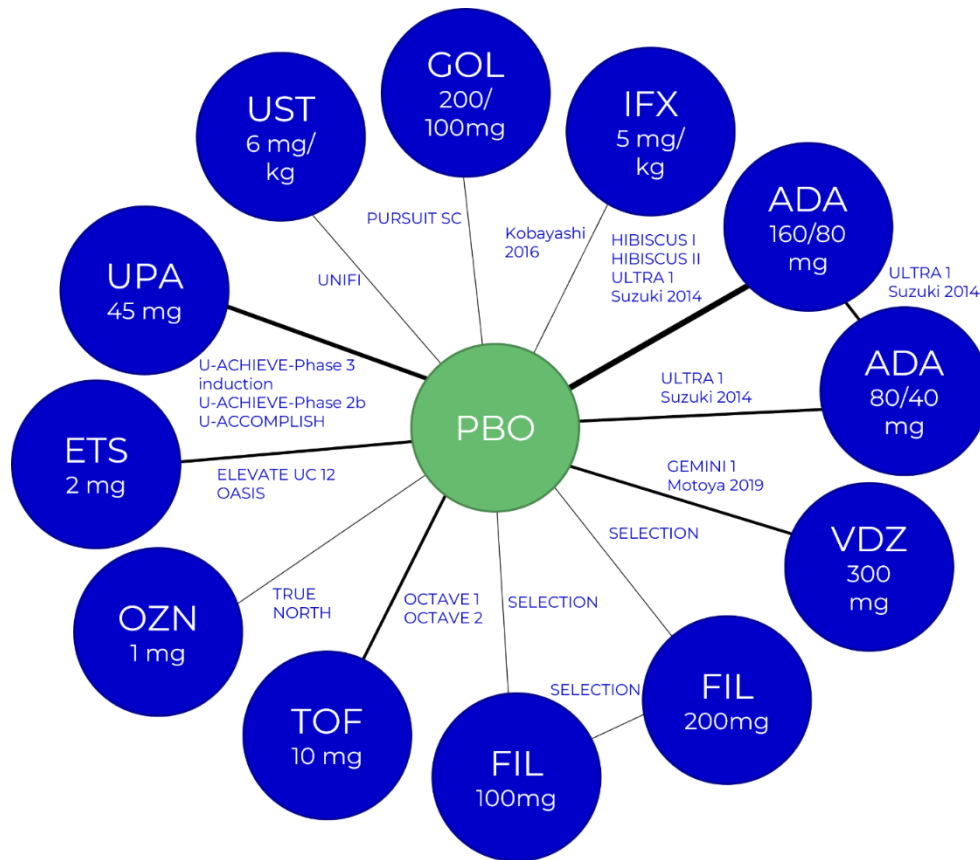 GOL
200/
100mg
UST
6 mg/
kg
IFX
5 mg/
kg
ADA
160/80
mg
PURSUIT SC
Kobayashi
2016
HIBISCUS I
HIBISCUS II
ULTRA 1
Suzuki 2014
ULTRA 1
Suzuki 2014
UNIFI
UPA
45 mg
ADA
80/40
mg
U-ACHIEVE-Phase 3
induction
U-ACHIEVE-Phase 2b
U-ACCOMPLISH
PBO
ULTRA 1
Suzuki 2014
ETS
2 mg
ELEVATE UC 12
OASIS
GEMINI 1
Motoya 2019
VDZ
300
mg
SELECTION
OZN
1 mg
TRUE
NORTH
OCTAVE 1
OCTAVE 2
SELECTION
TOF
10 mg
SELECTION
FIL
200mg
FIL
100mg